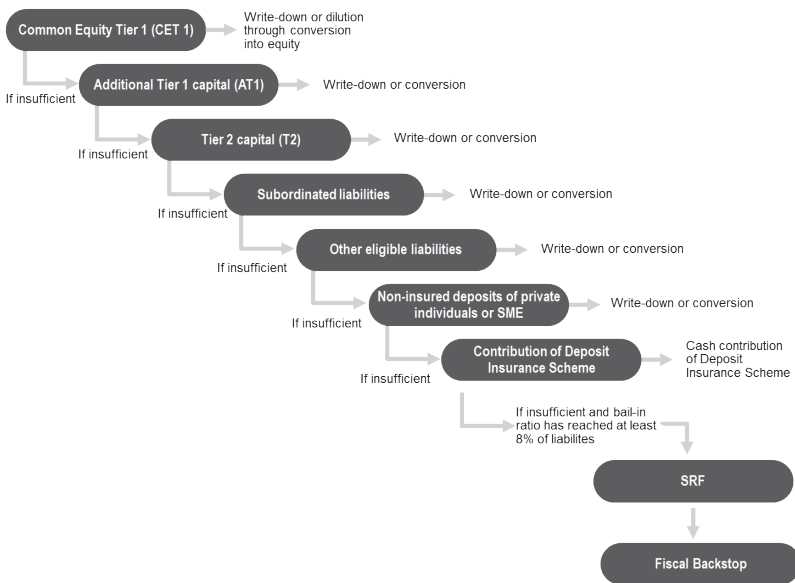 Common Equity Tier 1 (CET 1)
Write-down or dilution
through conversion
into equity
If insufficient
Additional Tier 1 capital (AT1)
Write-down or conversion
If insufficient
Tier 2 capital (T2)
Write-down or conversion
If insufficient
Subordinated liabilities
Write-down or conversion
If insufficient
Other eligible liabilities
Write-down or conversion
If insufficient
Non-insured deposits of private
individuals or SME
Write-down or conversion
If insufficient
Contribution of Deposit
Insurance Scheme
Cash contribution
of Deposit
Insurance Scheme
If insufficient and bail-in
ratio has reached at least
8% of liabilites
SRF
Fiscal Backstop